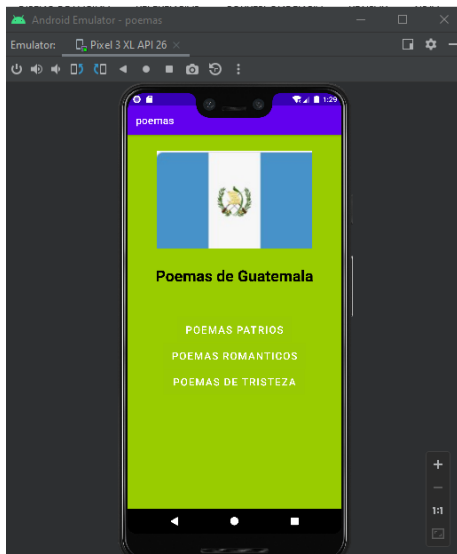 Android Emulator - poemas
Emulator: Pixel 3 XL API 26
1:29
poemas
Poemas de Guatemala
POEMAS PATRIOS
POEMAS ROMANTICOS
POEMAS DE TRISTEZA
1:1